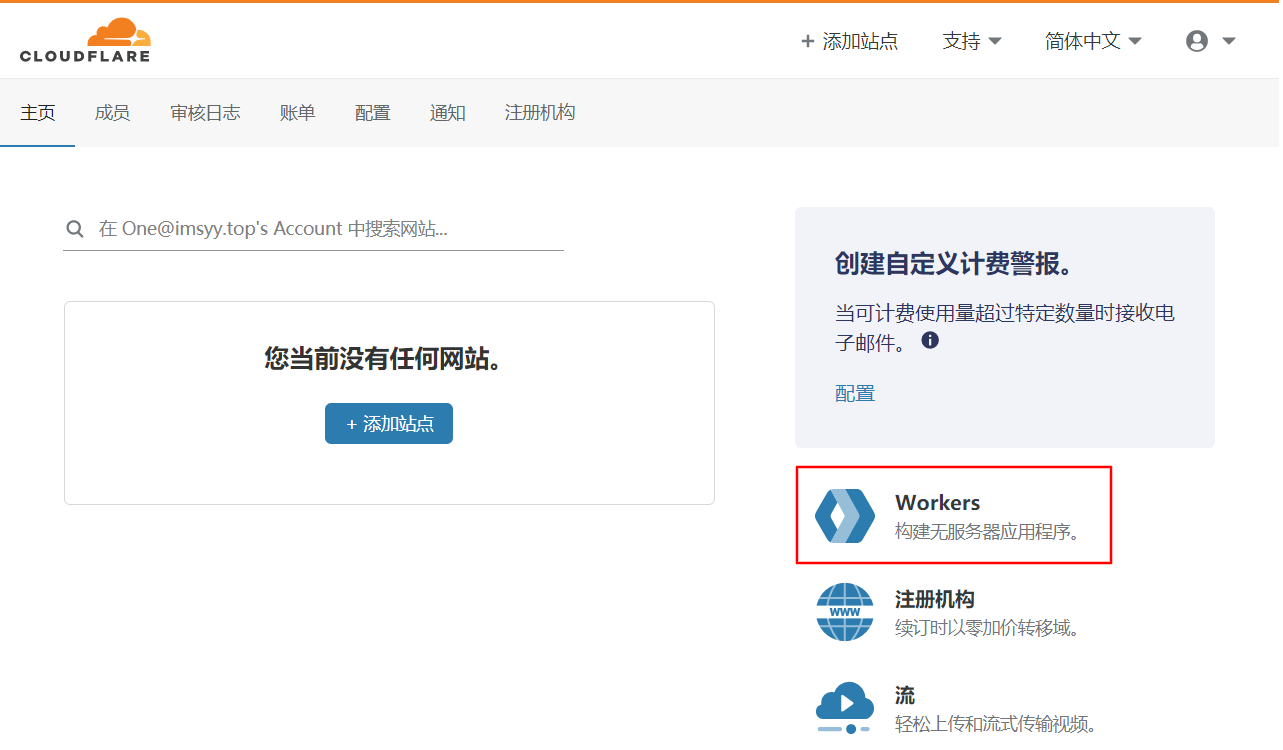 CLOUDFLARE
+ 添加站点
支持
简体中文
主页
成员
审核日志
账单
配置
通知
注册机构
在 One@imsyy.top's Account 中搜索网站...
您当前没有任何网站。
+ 添加站点
创建自定义计费警报。
当可计费使用量超过特定数量时接收电
子邮件。
配置
Workers
构建无服务器应用程序。
WWW
注册机构
续订时以零加价转移域。
流
轻松上传和流式传输视频。